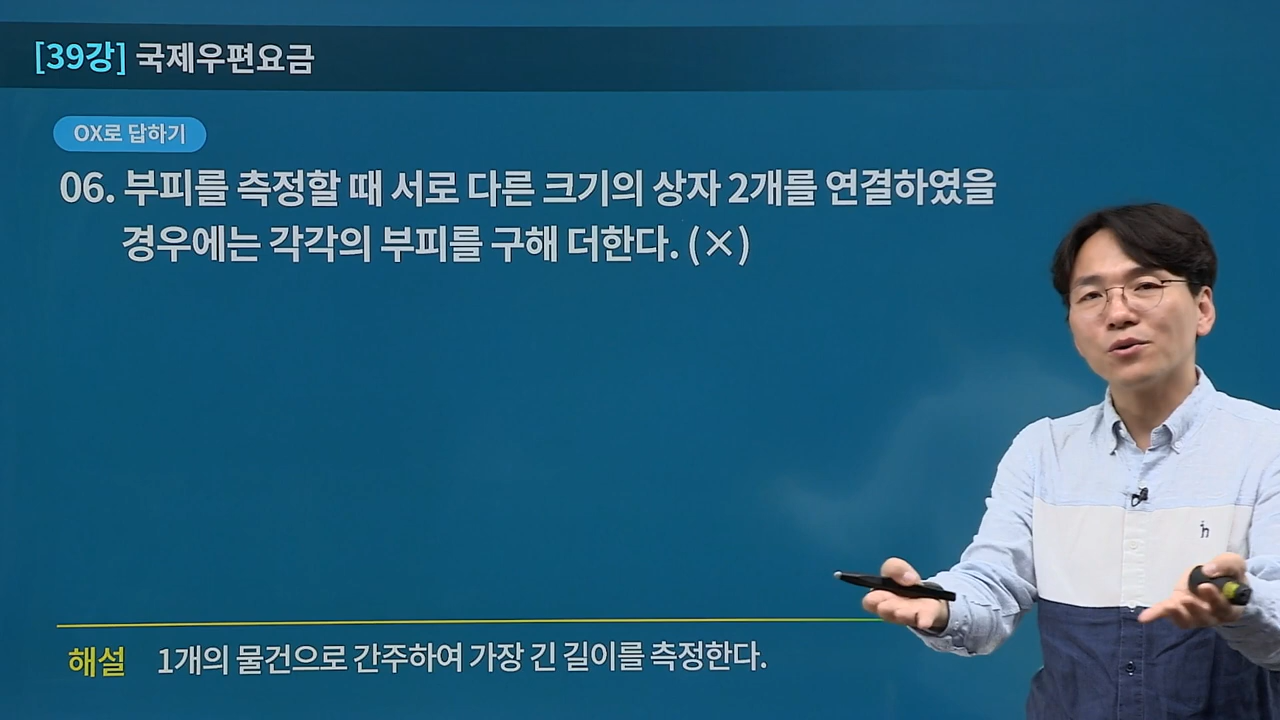 [39강] 국제우편요금
OX로 답하기
06. 부피를 측정할 때 서로 다른 크기의 상자 2개를 연결하였을
경우에는 각각의 부피를 구해 더한다. (×)
해설 1개의 물건으로 간주하여 가장 긴 길이를 측정한다.